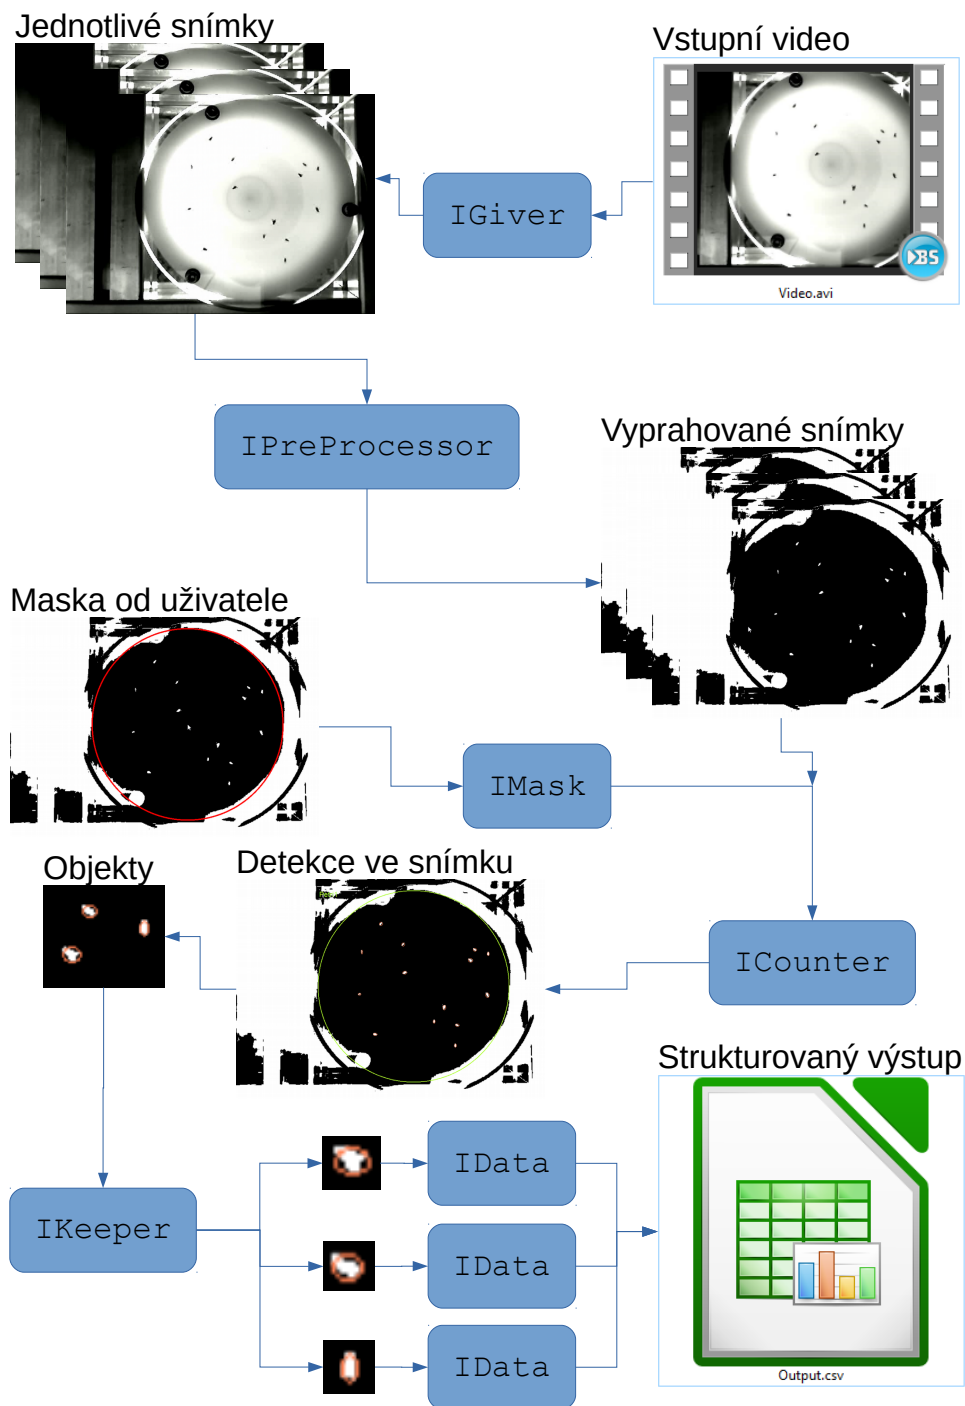 Jednotlivé snímky
Vstupní video
IGiver
BS
Video.avi
IPreProcessor
Vyprahované snímky
Maska od uživatele
IMask
Objekty
Detekce ve snímku
ICounter
Strukturovaný výstup
IData
IKeeper
IData
IData
Output.csv